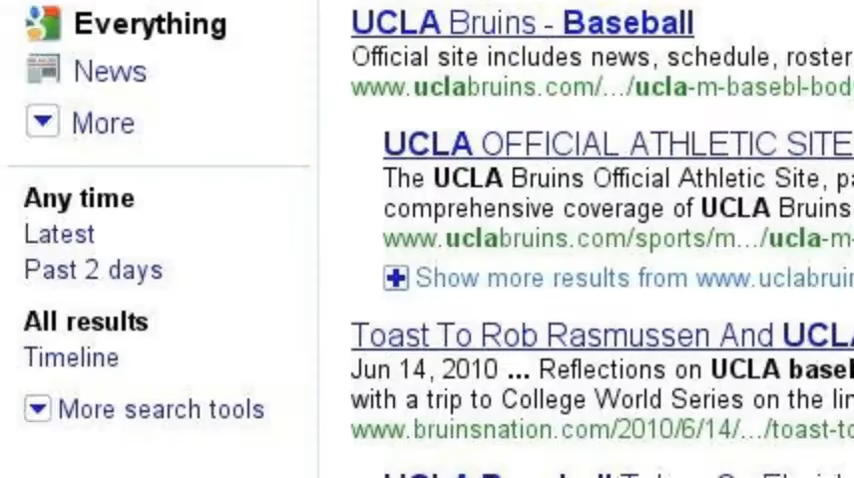 Everything
News
More
Any time
Latest
Past 2 days
All results
Timeline
More search tools
UCLA Bruins - Baseball
Official site includes news, schedule, roster
www.uclabruins.com/.../ucla-m-basebl-bod
UCLA OFFICIAL ATHLETIC SITE
The UCLA Bruins Official Athletic Site, pa
comprehensive coverage of UCLA Bruins
www.uclabruins.com/sports/m.../ucla-m-
Show more results from www.uclabruin
Toast To Rob Rasmussen And UCLA
Jun 14, 2010 ... Reflections on UCLA baseb
with a trip to College World Series on the lin
www.bruinsnation.com/2010/6/14/.../toast-to